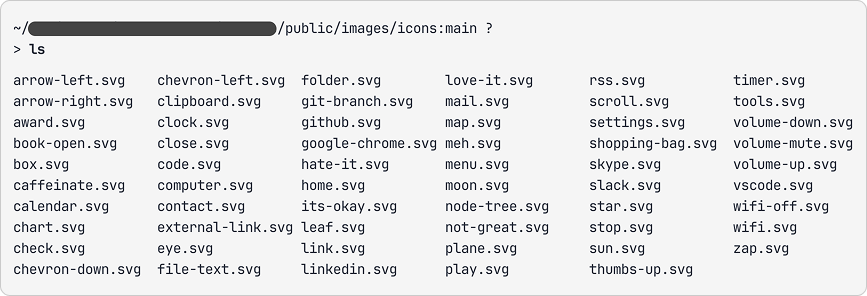 ~/ /public/images/icons:main ?
> ls
arrow-left.svg chevron-left.svg folder.svg love-it.svg rss.svg timer.svg
arrow-right.svg clipboard.svg git-branch.svg mail.svg scroll.svg tools.svg
award.svg clock.svg github.svg map.svg settings.svg volume-down.svg
book-open.svg close.svg google-chrome.svg meh.svg shopping-bag.svg volume-mute.svg
box.svg code.svg hate-it.svg menu.svg skype.svg volume-up.svg
caffeinate.svg computer.svg home.svg moon.svg slack.svg vscode.svg
calendar.svg contact.svg its-okay.svg node-tree.svg star.svg wifi-off.svg
chart.svg external-link.svg leaf.svg not-great.svg stop.svg wifi.svg
check.svg eye.svg link.svg plane.svg sun.svg zap.svg
chevron-down.svg file-text.svg linkedin.svg play.svg thumbs-up.svg